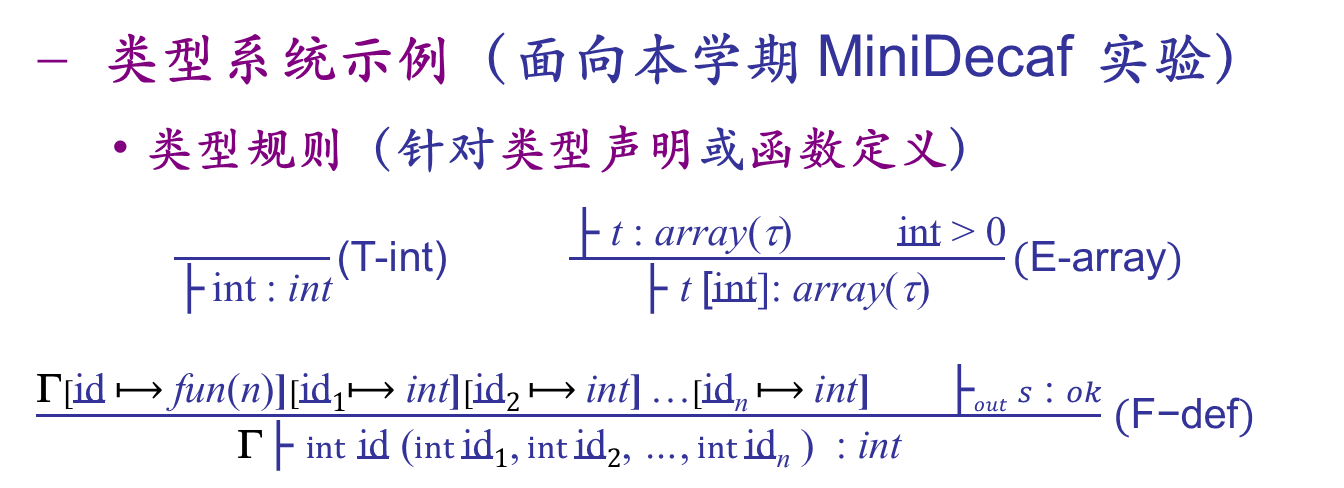 – 类型系统示例（面向本学期 MiniDecaf 实验）
• 类型规则（针对类型声明或函数定义）
⊢ t : array(τ) int > 0
(T-int) (E-array)
⊢ int : int ⊢ t [int]: array(τ)
Γ[id ↦ fun(n)][id₁ ↦ int][id₂ ↦ int] …[idₙ ↦ int] ⊢out s : ok
(F−def)
Γ ⊢ int id (int id₁, int id₂, …, int idₙ ) : int